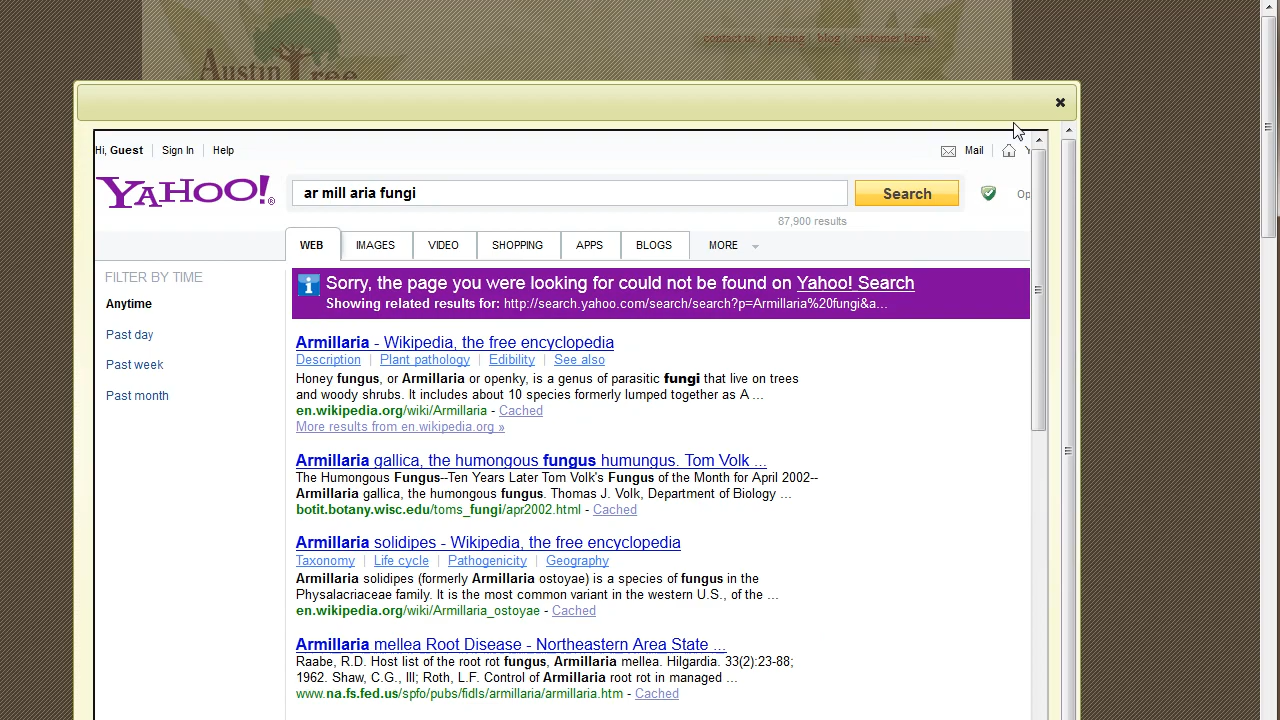 contact us | pricing | blog | customer login
Austin Tree
Hi, Guest Sign In Help Mail
YAHOO!® ar mill aria fungi Search Op
87,900 results
WEB IMAGES VIDEO SHOPPING APPS BLOGS MORE
FILTER BY TIME
Anytime
Past day
Past week
Past month
Sorry, the page you were looking for could not be found on Yahoo! Search
Showing related results for: http://search.yahoo.com/search/search?p=Armillaria%20fungi&a...
Armillaria - Wikipedia, the free encyclopedia
Description | Plant pathology | Edibility | See also
Honey fungus, or Armillaria or openky, is a genus of parasitic fungi that live on trees
and woody shrubs. It includes about 10 species formerly lumped together as A ...
en.wikipedia.org/wiki/Armillaria - Cached
More results from en.wikipedia.org »
Armillaria gallica, the humongous fungus humungus. Tom Volk ...
The Humongous Fungus--Ten Years Later Tom Volk's Fungus of the Month for April 2002--
Armillaria gallica, the humongous fungus. Thomas J. Volk, Department of Biology ...
botit.botany.wisc.edu/toms_fungi/apr2002.html - Cached
Armillaria solidipes - Wikipedia, the free encyclopedia
Taxonomy | Life cycle | Pathogenicity | Geography
Armillaria solidipes (formerly Armillaria ostoyae) is a species of fungus in the
Physalacriaceae family. It is the most common variant in the western U.S., of the ...
en.wikipedia.org/wiki/Armillaria_ostoyae - Cached
Armillaria mellea Root Disease - Northeastern Area State ...
Raabe, R.D. Host list of the root rot fungus, Armillaria mellea. Hilgardia. 33(2):23-88;
1962. Shaw, C.G., III; Roth, L.F. Control of Armillaria root rot in managed ...
www.na.fs.fed.us/spfo/pubs/fidls/armillaria/armillaria.htm - Cached